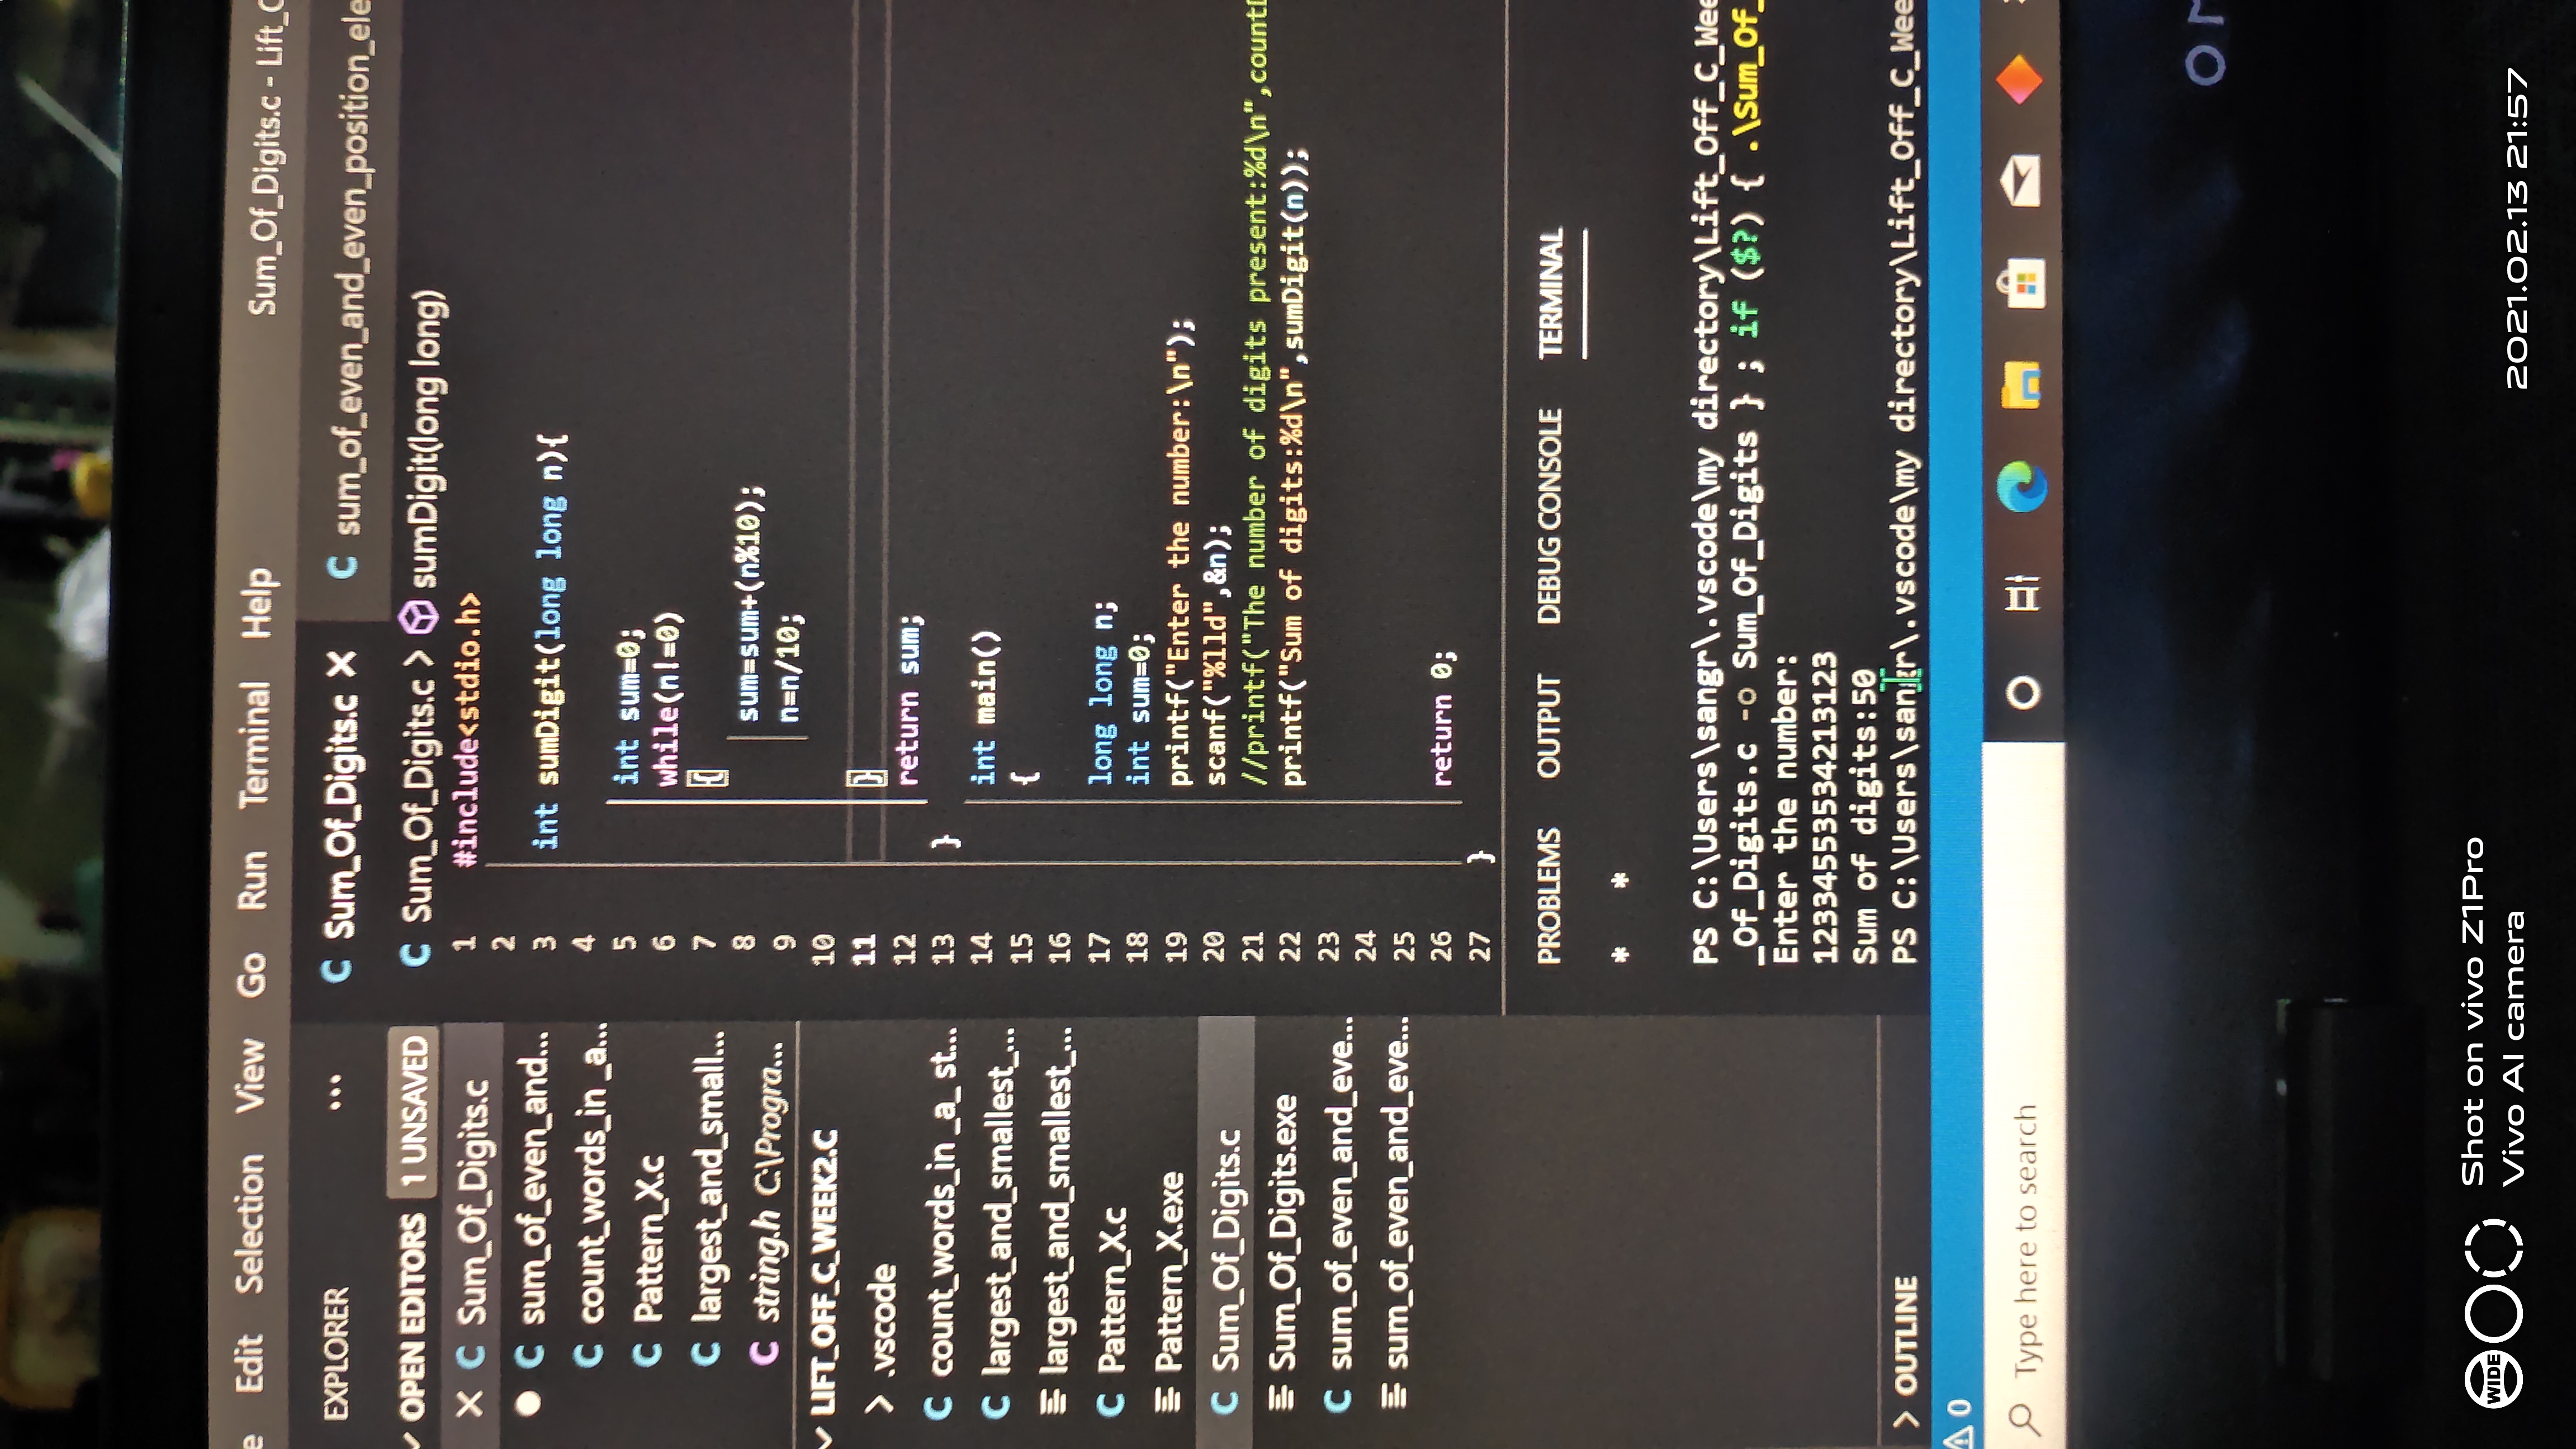 e Edit Selection View Go Run Terminal Help Sum_Of_Digits.c - Lift_
EXPLORER ...
OPEN EDITORS 1 UNSAVED
Sum_Of_Digits.c
sum_of_even_and...
count_words_in _a...
Pattern_X.c
largest_and_small...
string.h C:\Progra...
LIFT_OFF_C_WEEK2.C
.vscode
count_words_in _a_ st...
largest_and_smallest_...
largest_and_smallest_...
Pattern_X.c
Pattern_X.exe
Sum_Of_Digits.c
Sum_Of_Digits.exe
sum_of_even_and_eve...
sum_of_even_and_eve...
OUTLINE
0
C Sum_Of_Digits.c X C sum_of_even_and_even_position_ele
C Sum_Of_Digits.c > sumDigit(long long)
1 #include<stdio.h>
2
3 int sumDigit(long long n){
4
5 int sum=0;
6 while(n!=0)
7 {
8 sum=sum+(n%10);
9 n=n/10;
10
11 }
12 return sum;
13 }
14 int main()
15 {
16
17 long long n;
18 int sum=0;
19 printf("Enter the number:\n");
20 scanf("%lld",&n);
21 //printf("The number of digits present:%d\n",count
22 printf("Sum of digits:%d\n",sumDigit(n));
23
24
25
26 return 0;
27 }
PROBLEMS OUTPUT DEBUG CONSOLE TERMINAL
* *
PS C:\Users\sangr\.vscode\my directory\Lift_Off_C_Wee
_Of_Digits.c -o Sum_Of_Digits } ; if ($?) { .\Sum_Of_
Enter the number:
12334553534213123
Sum of digits:50
PS C:\Users\sangr\.vscode\my directory\Lift_Off_C_Wee
Type here to search
WIDE
Shot on vivo Z1Pro
Vivo AI camera
2021.02.13 21:57